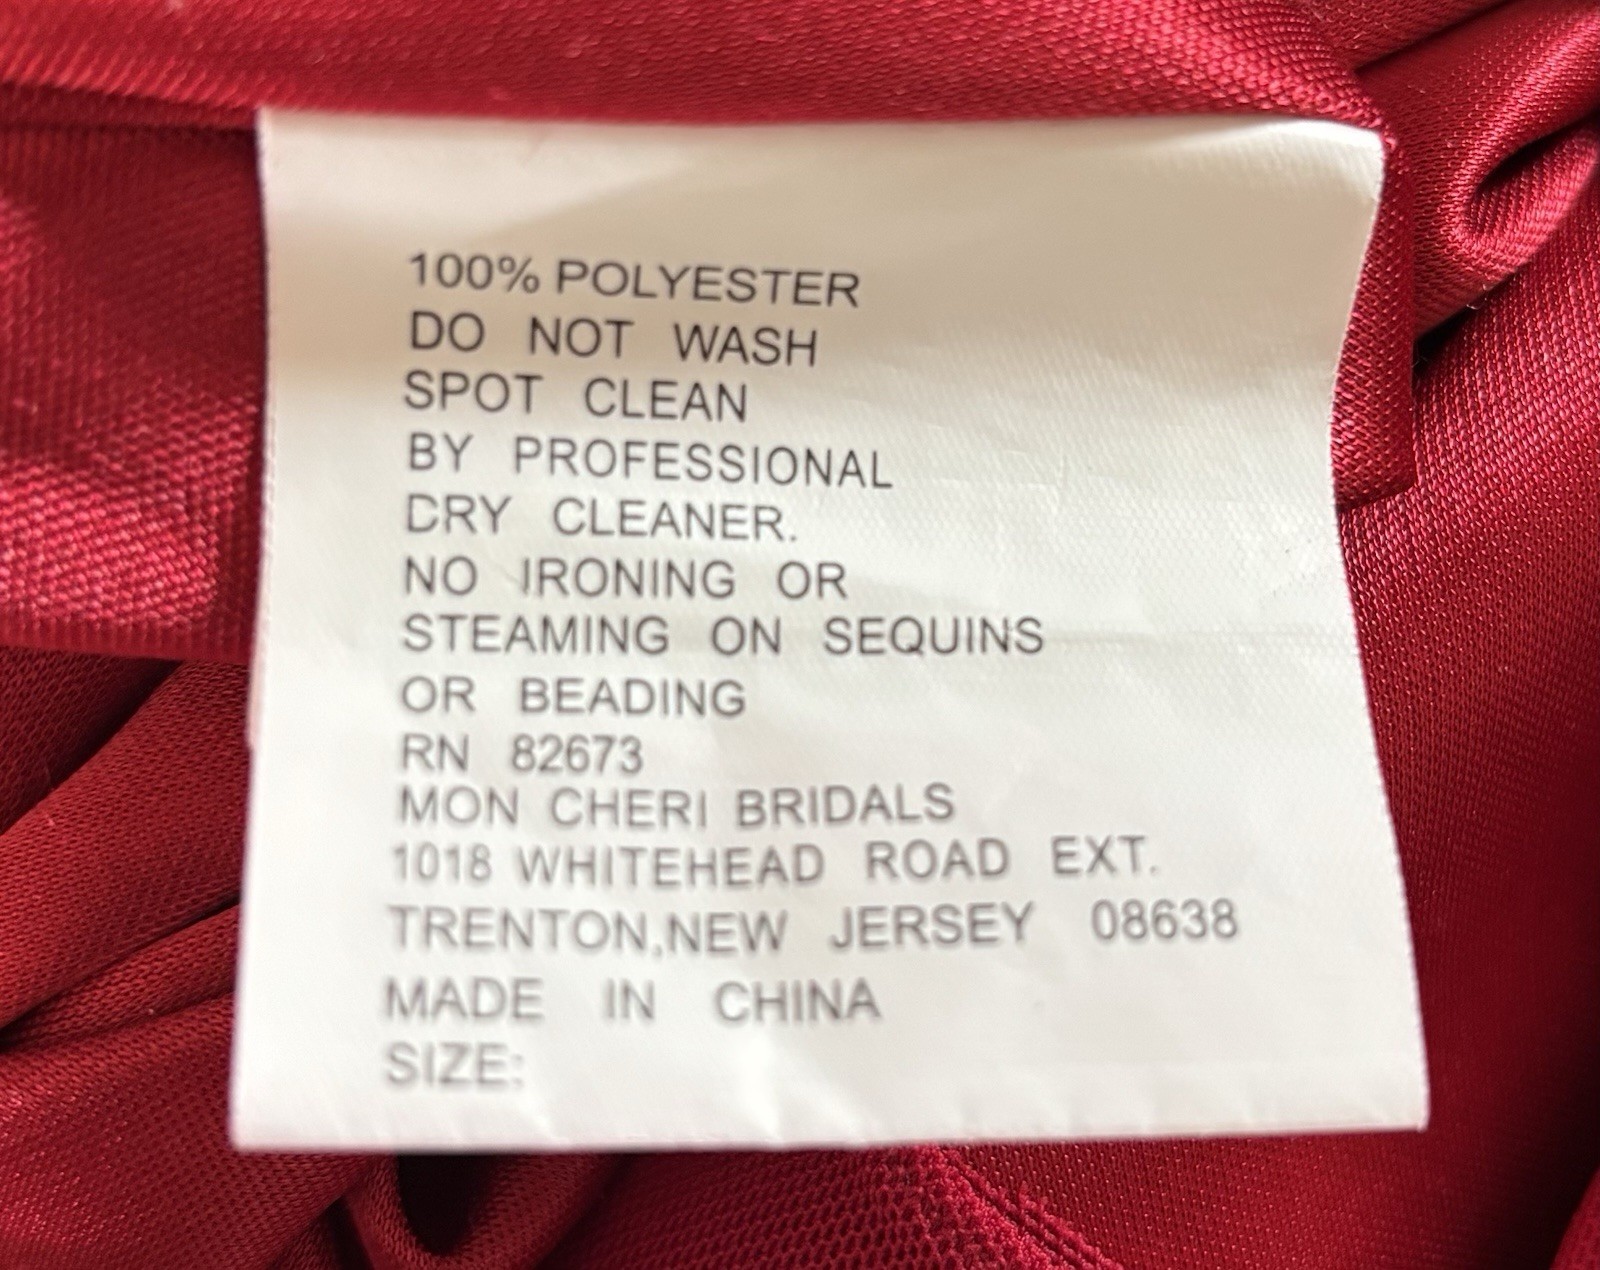 100% POLYESTER
DO NOT WASH
SPOT CLEAN
BY PROFESSIONAL
DRY CLEANER.
NO IRONING OR
STEAMING ON SEQUINS
OR BEADING
RN 82673
MON CHERI BRIDALS
1018 WHITEHEAD ROAD EXT.
TRENTON,NEW JERSEY 08638
MADE IN CHINA
SIZE: